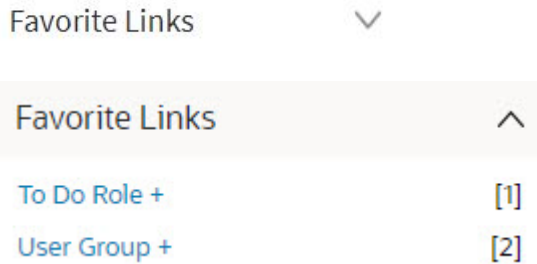 Favorite Links
Favorite Links
To Do Role + [1]
User Group + [2]